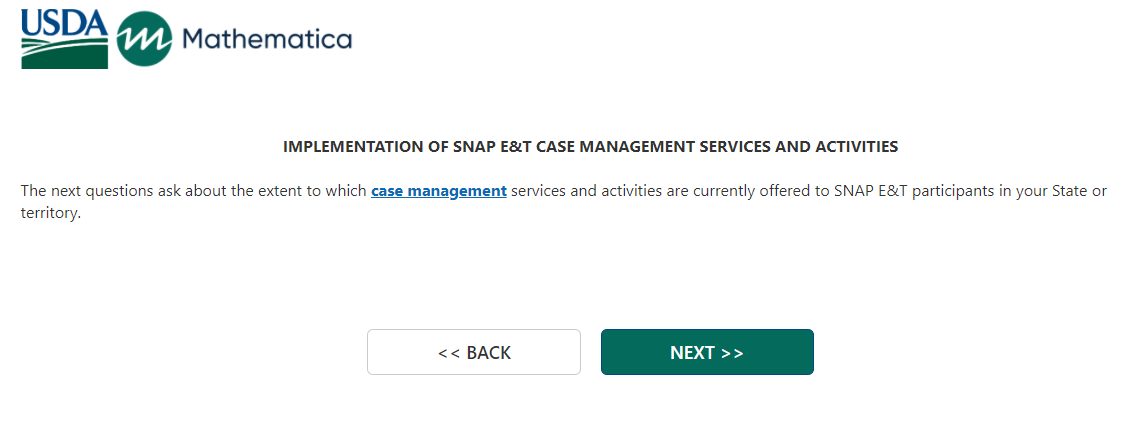 USDA Mathematica
IMPLEMENTATION OF SNAP E&T CASE MANAGEMENT SERVICES AND ACTIVITIES
The next questions ask about the extent to which case management services and activities are currently offered to SNAP E&T participants in your State or
territory.
<< BACK NEXT >>